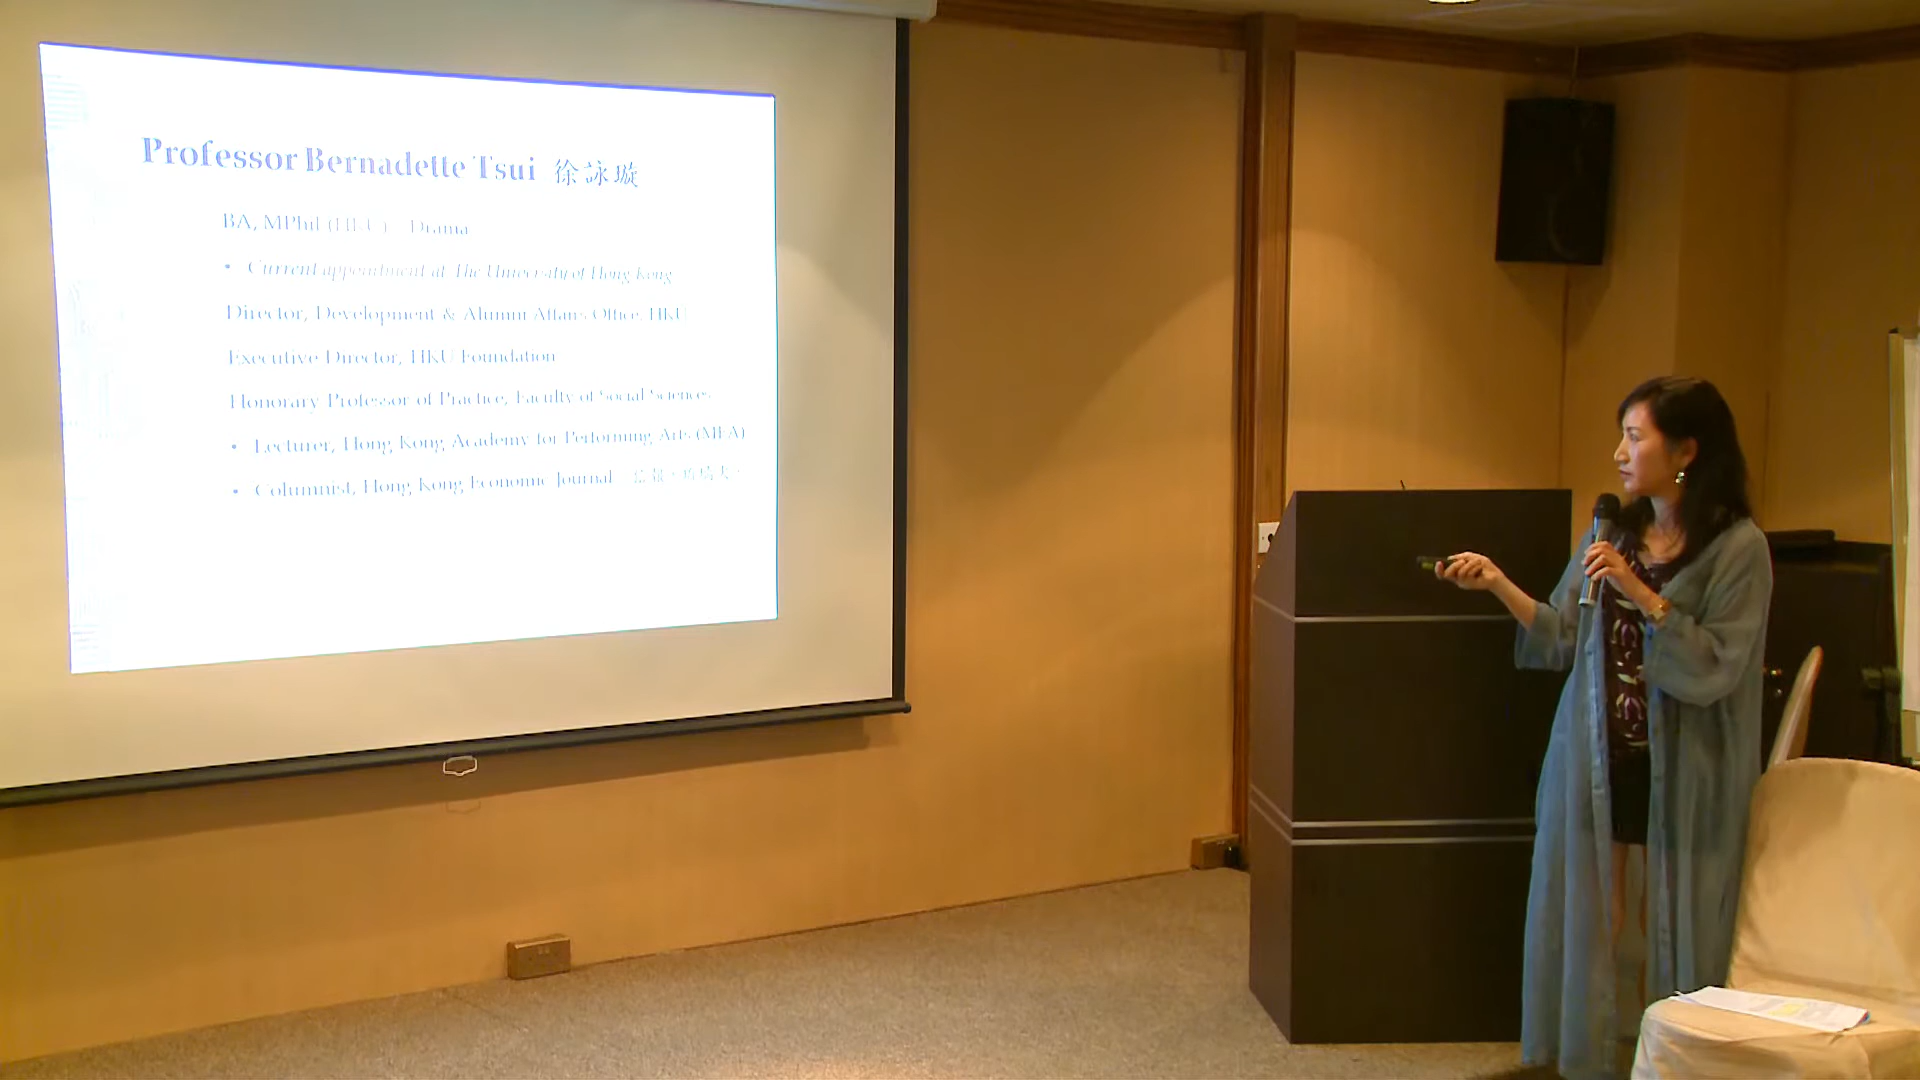 Professor Bernadette Tsui 徐詠璇
BA, MPhil (HKU) Drama
• Current appointment at The University of Hong Kong
Director, Development & Alumni Affairs Office, HKU
Executive Director, HKU Foundation
Honorary Professor of Practice, Faculty of Social Sciences
• Lecturer, Hong Kong Academy for Performing Arts (MFA)
• Columnist, Hong Kong Economic Journal